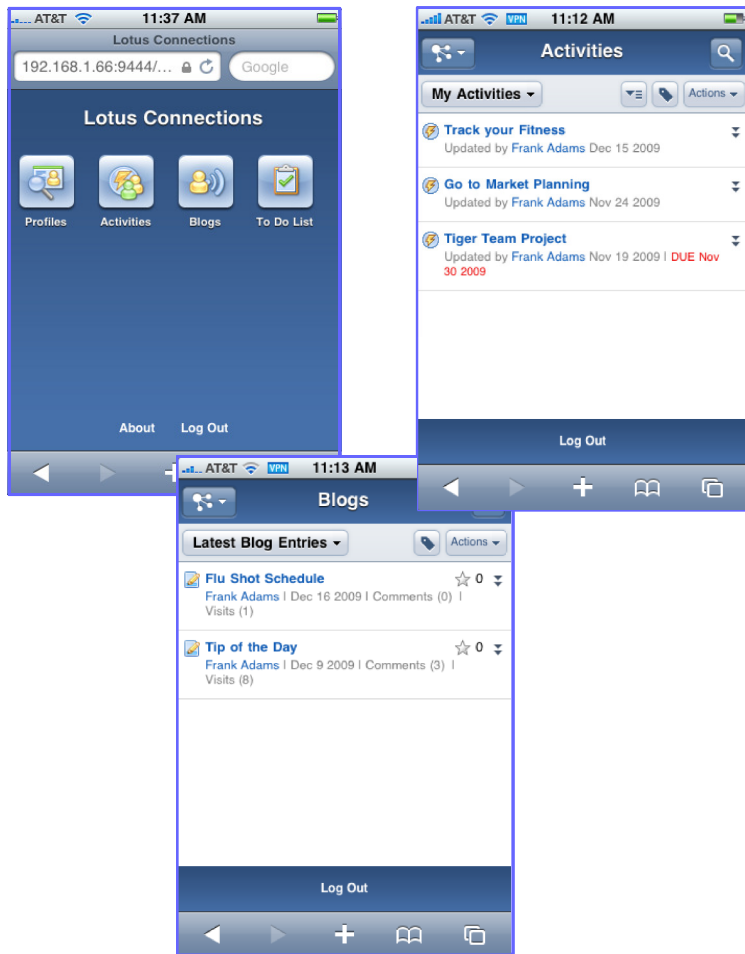 AT&T 11:37 AM
Lotus Connections
192.168.1.66:9444/... Google
Lotus Connections
Profiles Activities Blogs To Do List
About Log Out
AT&T VPN 11:12 AM
Activities
My Activities Actions
Track your Fitness
Updated by Frank Adams Dec 15 2009
Go to Market Planning
Updated by Frank Adams Nov 24 2009
Tiger Team Project
Updated by Frank Adams Nov 19 2009 | DUE Nov
30 2009
Log Out
AT&T VPN 11:13 AM
Blogs
Latest Blog Entries Actions
Flu Shot Schedule 0
Frank Adams | Dec 16 2009 | Comments (0) |
Visits (1)
Tip of the Day 0
Frank Adams | Dec 9 2009 | Comments (3) |
Visits (8)
Log Out